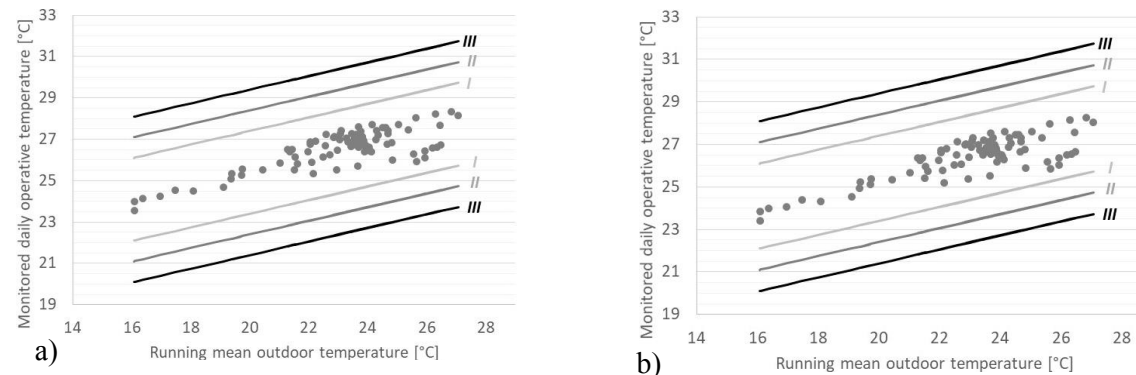 Monitored daily operative temperature [°C]
33
31
29
27
25
23
21
19
14 16 18 20 22 24 26 28
Running mean outdoor temperature [°C]
III
II
I
I
II
III
a)
Monitored daily operative temperature [°C]
33
31
29
27
25
23
21
19
14 16 18 20 22 24 26 28
Running mean outdoor temperature [°C]
III
II
I
I
II
III
b)